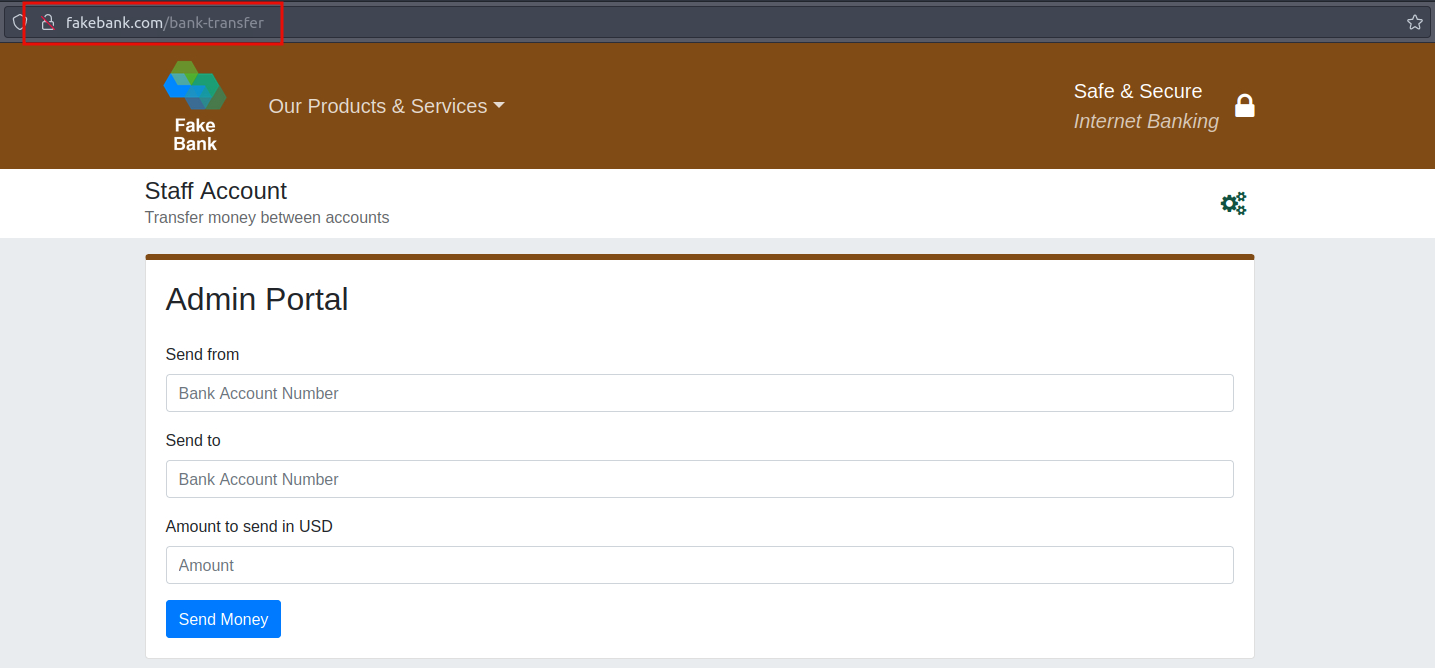 fakebank.com/bank-transfer
Fake
Bank
Our Products & Services
Safe & Secure
Internet Banking
Staff Account
Transfer money between accounts
Admin Portal
Send from
Bank Account Number
Send to
Bank Account Number
Amount to send in USD
Amount
Send Money